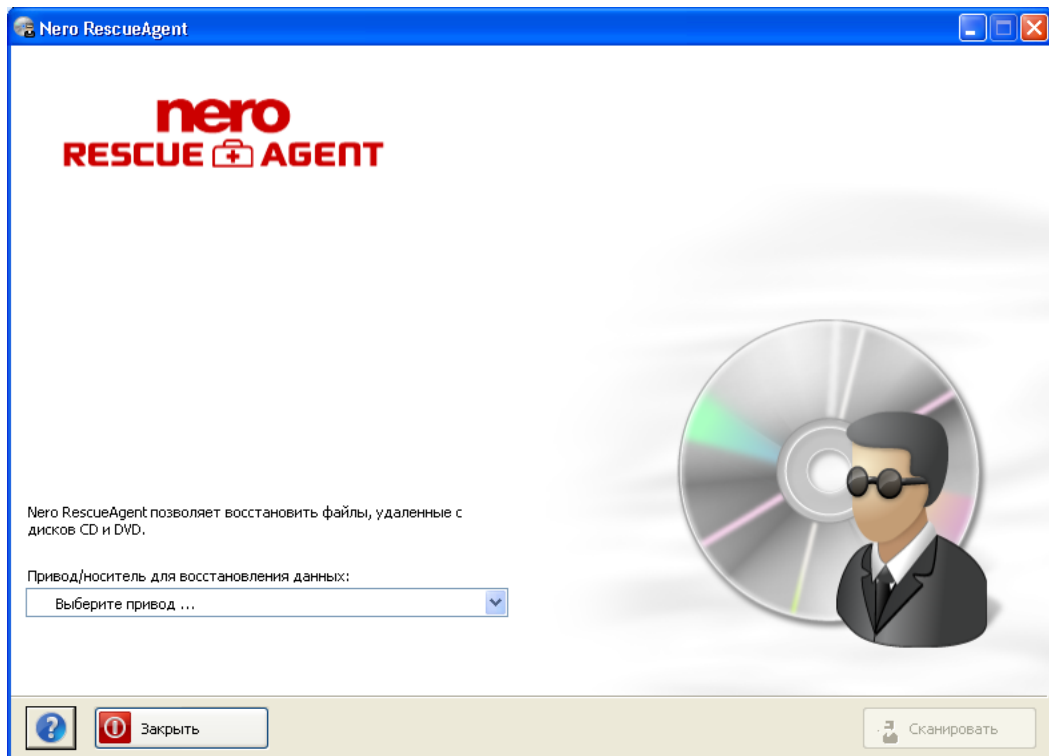 Nero RescueAgent
nero
RESCUE AGENT
Nero RescueAgent позволяет восстановить файлы, удаленные с
дисков CD и DVD.
Привод/носитель для восстановления данных:
Выберите привод ...
? Закрыть Сканировать